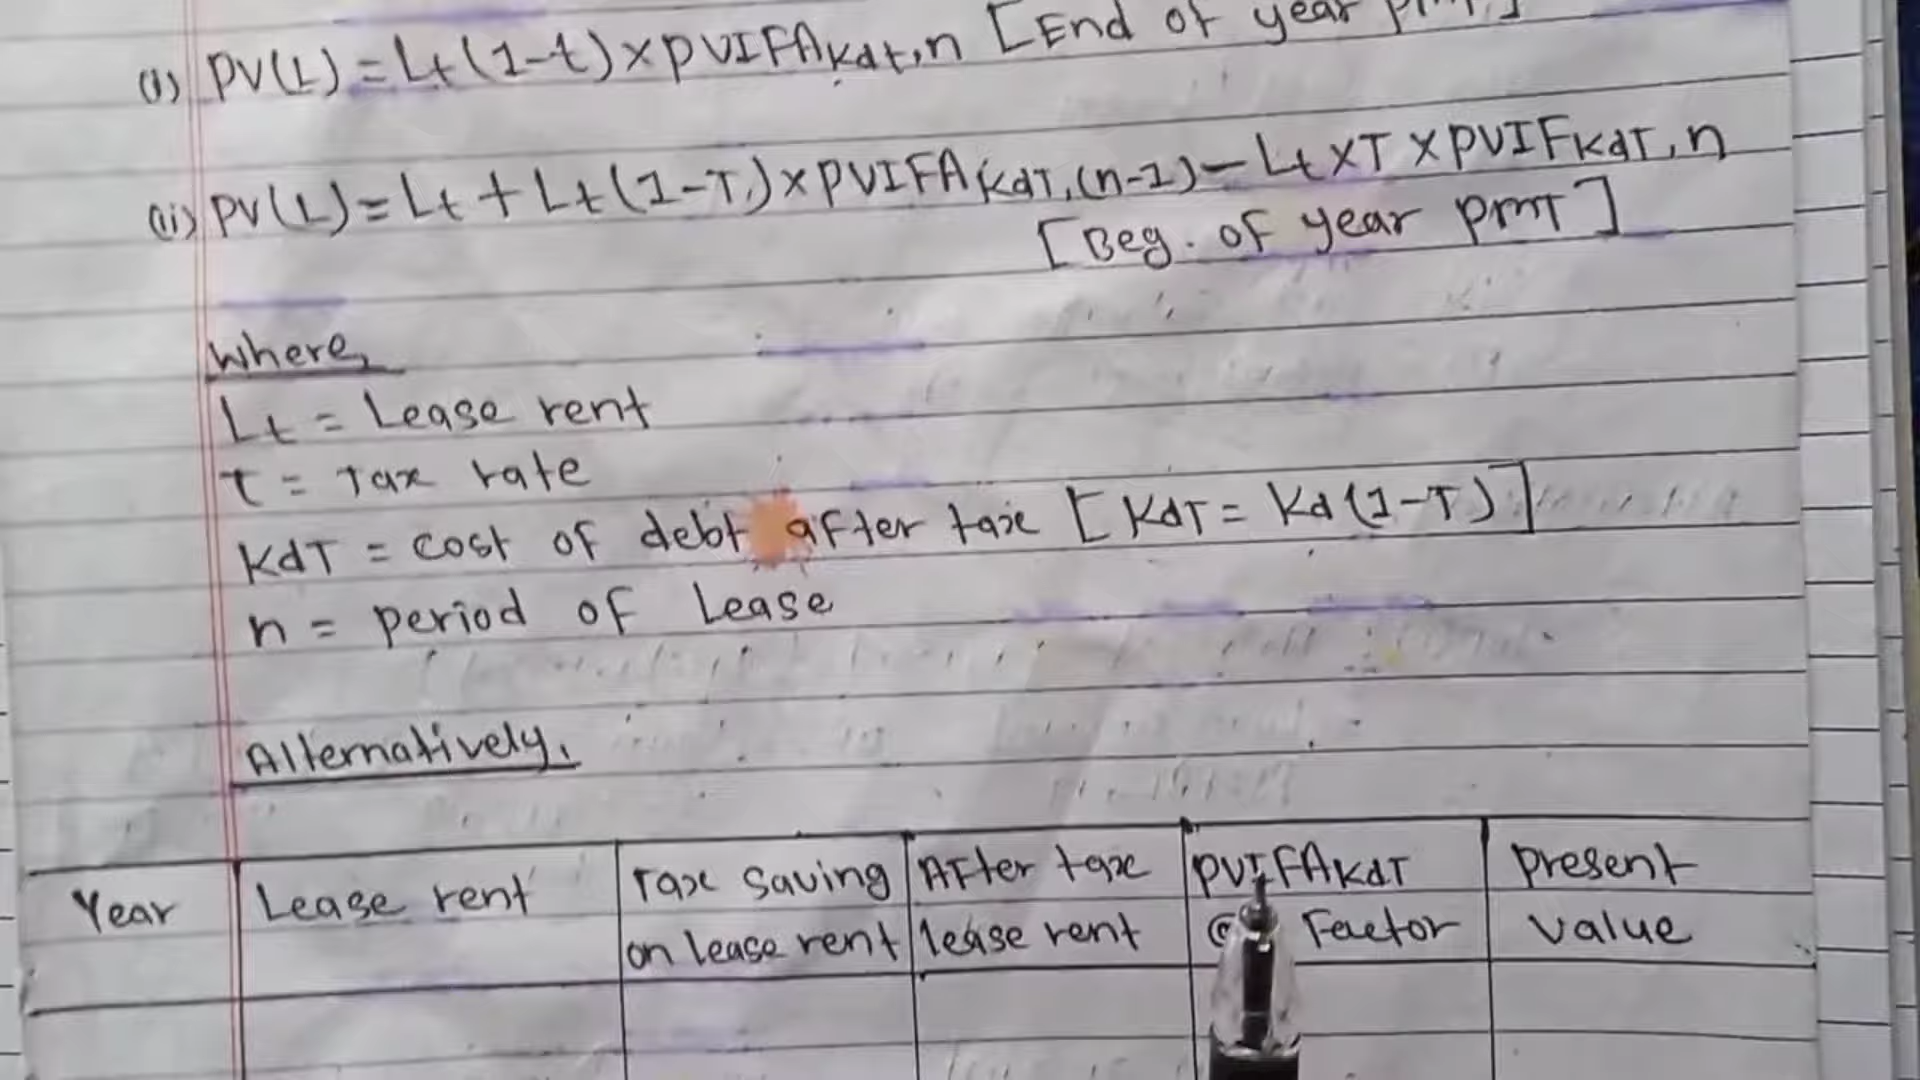 (i) PV(L) = Lt(1-t) x PVIFAkdt,n [End of year pmt.]
(ii) PV(L) = Lt + Lt(1-T) x PVIFAKdT,(n-1) - Lt x T x PVIFKdT,n
[Beg. of year pmT]
Where,
Lt = Lease rent
t = Tax rate
KdT = cost of debt after tax [KdT = Kd(1-T)]
n = period of Lease
Alternatively,
Year Lease rent Tax saving on lease rent After tax lease rent PVIFAKdT @ Factor Present value